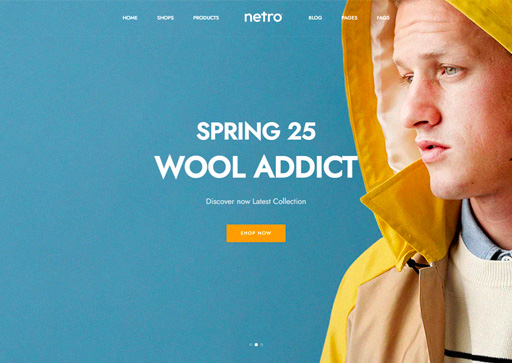 HOME SHOPS PRODUCTS netro BLOG PAGES FAQS
SPRING 25
WOOL ADDICT
Discover now Latest Collection
SHOP NOW